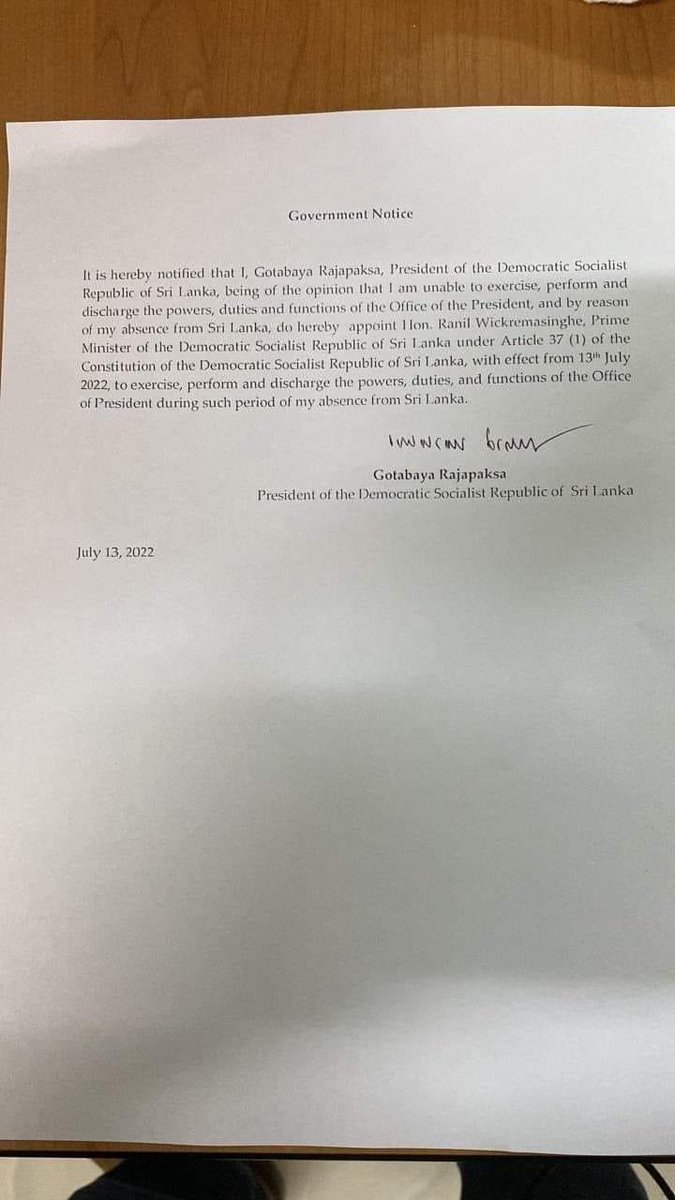 Government Notice
It is hereby notified that I, Gotabaya Rajapaksa, President of the Democratic Socialist
Republic of Sri Lanka, being of the opinion that I am unable to exercise, perform and
discharge the powers, duties and functions of the Office of the President, and by reason
of my absence from Sri Lanka, do hereby appoint Hon. Ranil Wickremasinghe, Prime
Minister of the Democratic Socialist Republic of Sri Lanka under Article 37 (1) of the
Constitution of the Democratic Socialist Republic of Sri Lanka, with effect from 13th July
2022, to exercise, perform and discharge the powers, duties, and functions of the Office
of President during such period of my absence from Sri Lanka.
Gotabaya Rajapaksa
President of the Democratic Socialist Republic of Sri Lanka
July 13, 2022